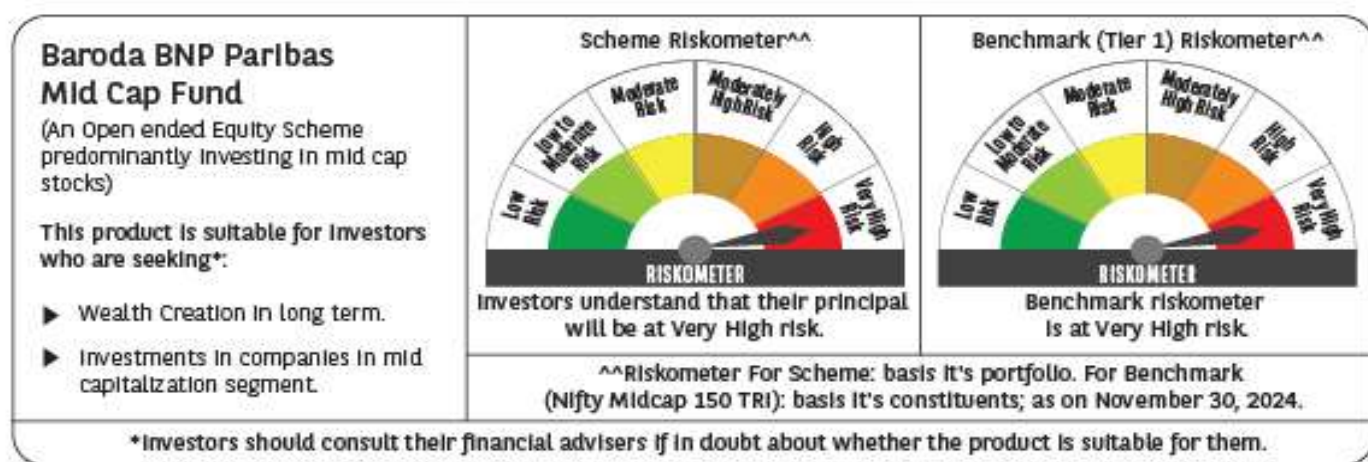 Baroda BNP Paribas
Mid Cap Fund
(An Open ended Equity Scheme
predominantly investing in mid cap
stocks)
This product is suitable for investors
who are seeking*:
▶ Wealth Creation in long term.
▶ Investments in companies in mid
capitalization segment.
Scheme Riskometer^^
Low Risk
Low to Moderate Risk
Moderate Risk
Moderately High Risk
High Risk
Very High Risk
RISKOMETER
Investors understand that their principal
will be at Very High risk.
Benchmark (Tier 1) Riskometer^^
Low Risk
Low to Moderate Risk
Moderate Risk
Moderately High Risk
High Risk
Very High Risk
RISKOMETER
Benchmark riskometer
is at Very High risk.
^^Riskometer For Scheme: basis it's portfolio. For Benchmark
(Nifty Midcap 150 TRI): basis it's constituents; as on November 30, 2024.
*Investors should consult their financial advisers if in doubt about whether the product is suitable for them.